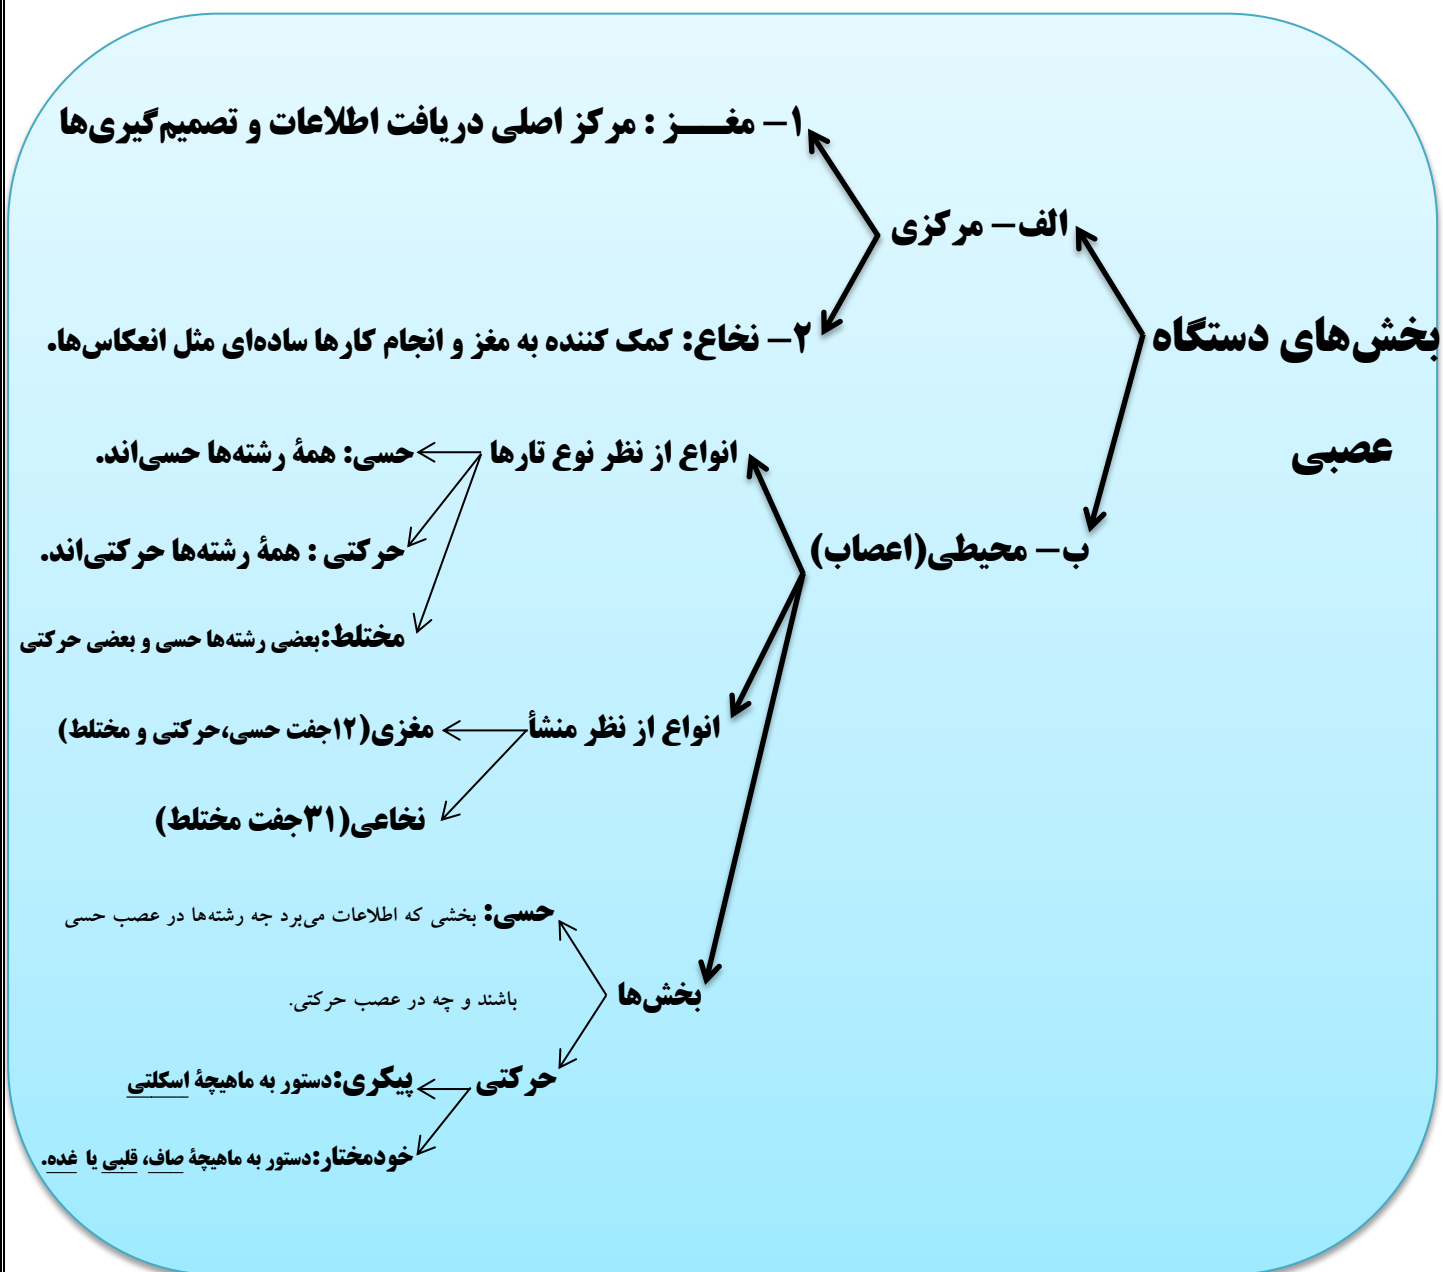 ۱– مغــــز : مرکز اصلی دریافت اطلاعات و تصمیم‌گیری‌ها
الف– مرکزی
بخش‌های دستگاه
۲– نخاع: کمک کننده به مغز و انجام کارها ساده‌ای مثل انعکاس‌ها.
عصبی
انواع از نظر نوع تارها
حسی: همهٔ رشته‌ها حسی‌اند.
ب– محیطی(اعصاب)
حرکتی : همهٔ رشته‌ها حرکتی‌اند.
مختلط:بعضی رشته‌ها حسی و بعضی حرکتی
انواع از نظر منشأ
مغزی(۱۲جفت حسی،حرکتی و مختلط)
نخاعی(۳۱جفت مختلط)
حسی: بخشی که اطلاعات می‌برد جه رشته‌ها در عصب حسی
بخش‌ها
باشند و چه در عصب حرکتی.
حرکتی
پیکری:دستور به ماهیچهٔ اسکلتی
خودمختار:دستور به ماهیچهٔ صاف، قلبی یا غده.